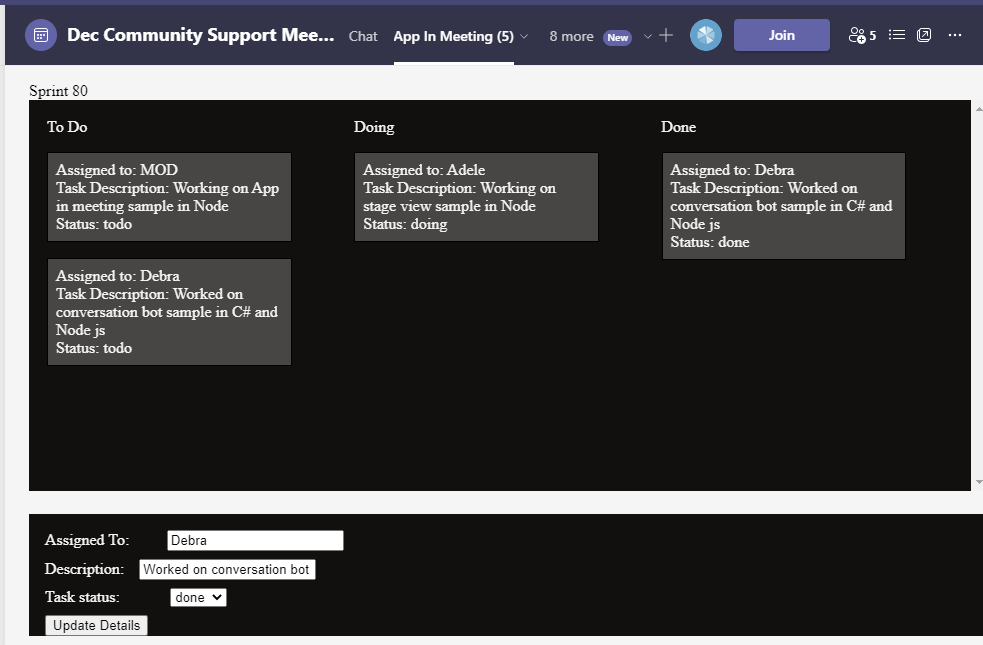 Dec Community Support Mee... Chat App In Meeting (5) 8 more New Join 5
Sprint 80
To Do
Assigned to: MOD
Task Description: Working on App
in meeting sample in Node
Status: todo
Assigned to: Debra
Task Description: Worked on
conversation bot sample in C# and
Node js
Status: todo
Doing
Assigned to: Adele
Task Description: Working on
stage view sample in Node
Status: doing
Done
Assigned to: Debra
Task Description: Worked on
conversation bot sample in C# and
Node js
Status: done
Assigned To: Debra
Description: Worked on conversation bot
Task status: done
Update Details